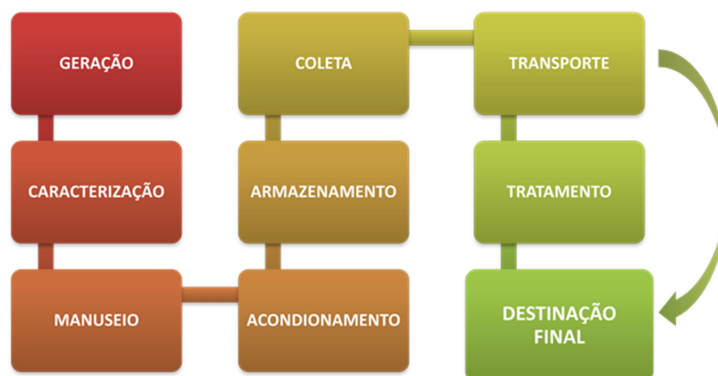 GERAÇÃO
CARACTERIZAÇÃO
MANUSEIO
ACONDIONAMENTO
ARMAZENAMENTO
COLETA
TRANSPORTE
TRATAMENTO
DESTINAÇÃO
FINAL